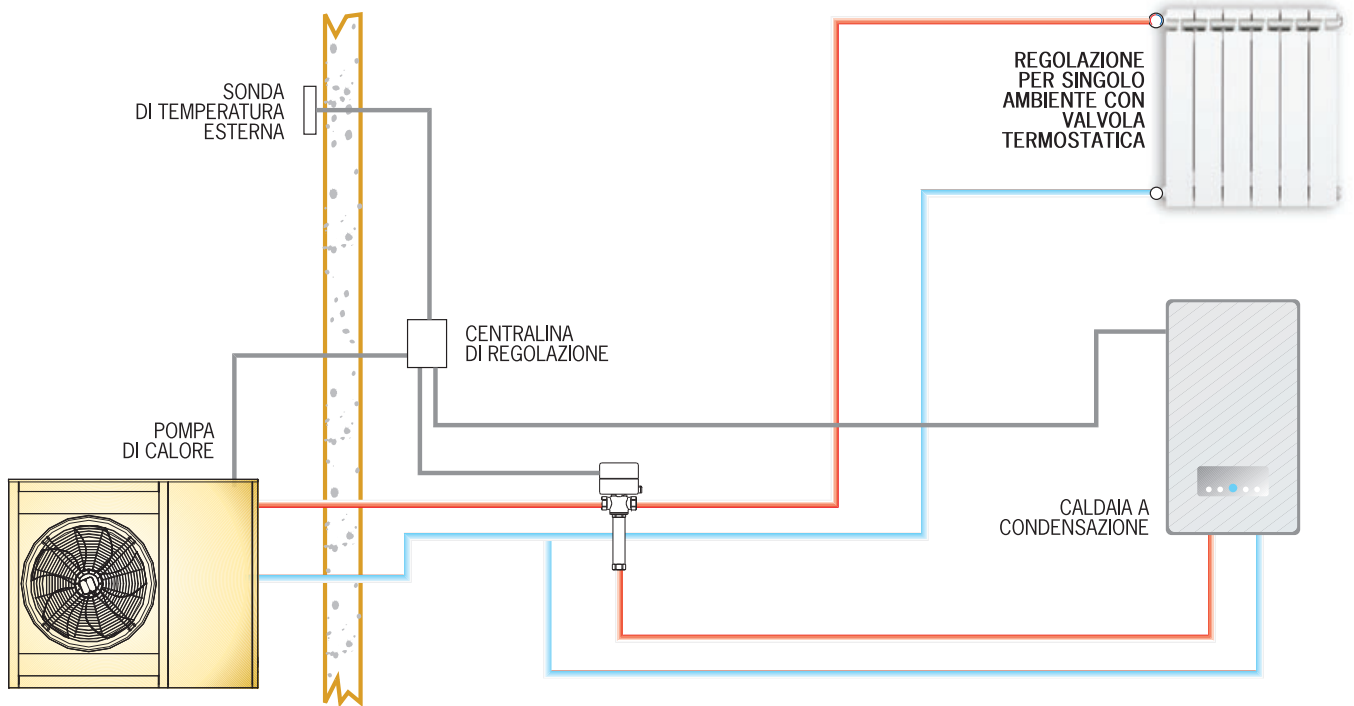 SONDA
DI TEMPERATURA
ESTERNA
REGOLAZIONE
PER SINGOLO
AMBIENTE CON
VALVOLA
TERMOSTATICA
CENTRALINA
DI REGOLAZIONE
POMPA
DI CALORE
CALDAIA A
CONDENSAZIONE